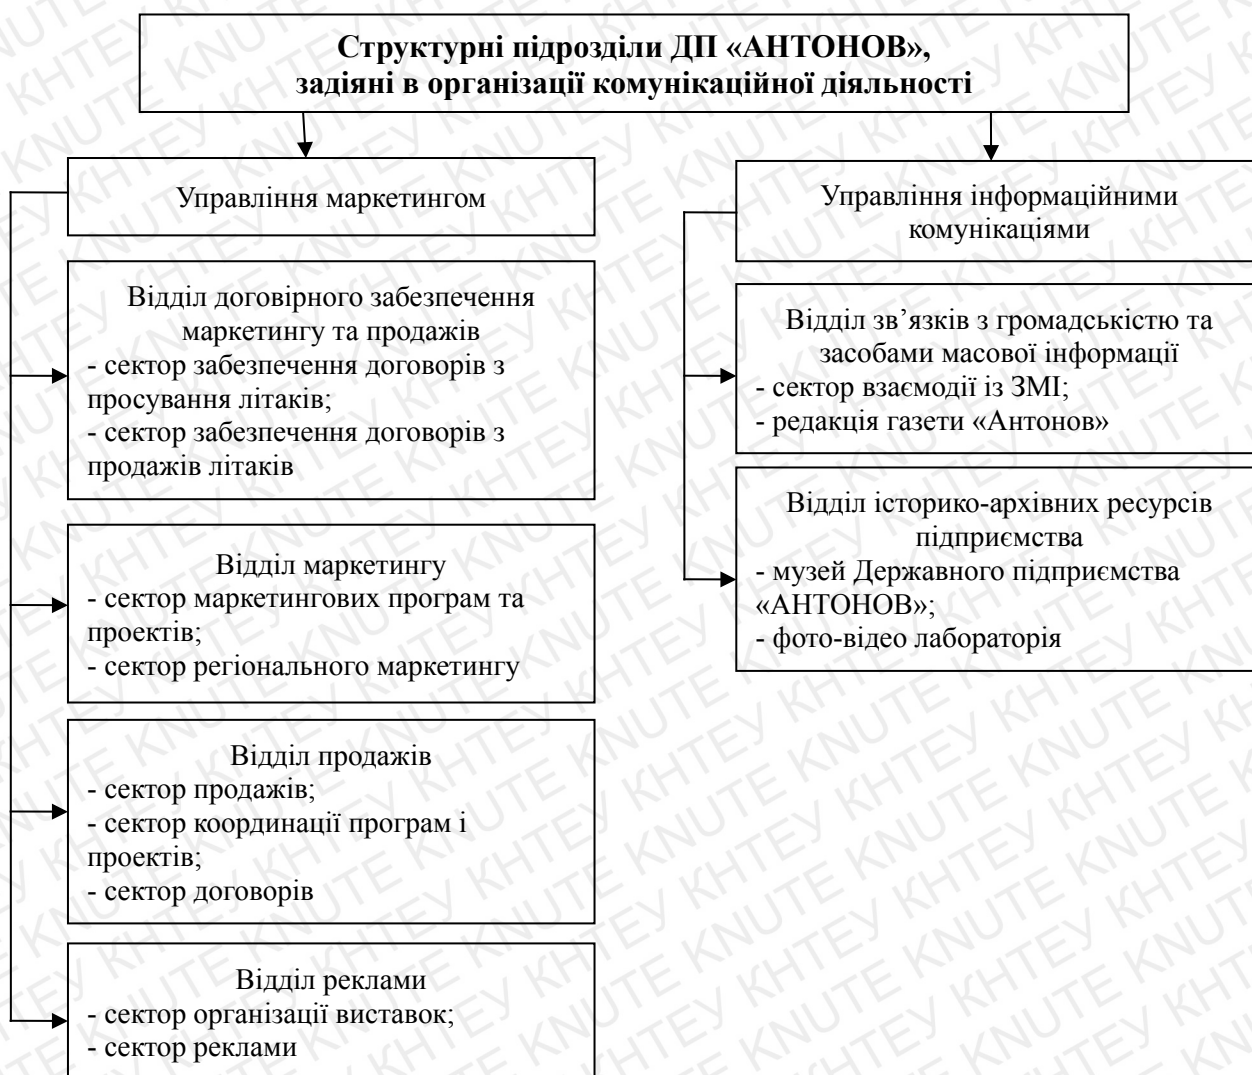 Структурні підрозділи ДП «АНТОНОВ»,
задіяні в організації комунікаційної діяльності
Управління маркетингом
Відділ договірного забезпечення
маркетингу та продажів
- сектор забезпечення договорів з
просування літаків;
- сектор забезпечення договорів з
продажів літаків
Відділ маркетингу
- сектор маркетингових програм та
проектів;
- сектор регіонального маркетингу
Відділ продажів
- сектор продажів;
- сектор координації програм і
проектів;
- сектор договорів
Відділ реклами
- сектор організації виставок;
- сектор реклами
Управління інформаційними
комунікаціями
Відділ зв’язків з громадськістю та
засобами масової інформації
- сектор взаємодії із ЗМІ;
- редакція газети «Антонов»
Відділ історико-архівних ресурсів
підприємства
- музей Державного підприємства
«АНТОНОВ»;
- фото-відео лабораторія